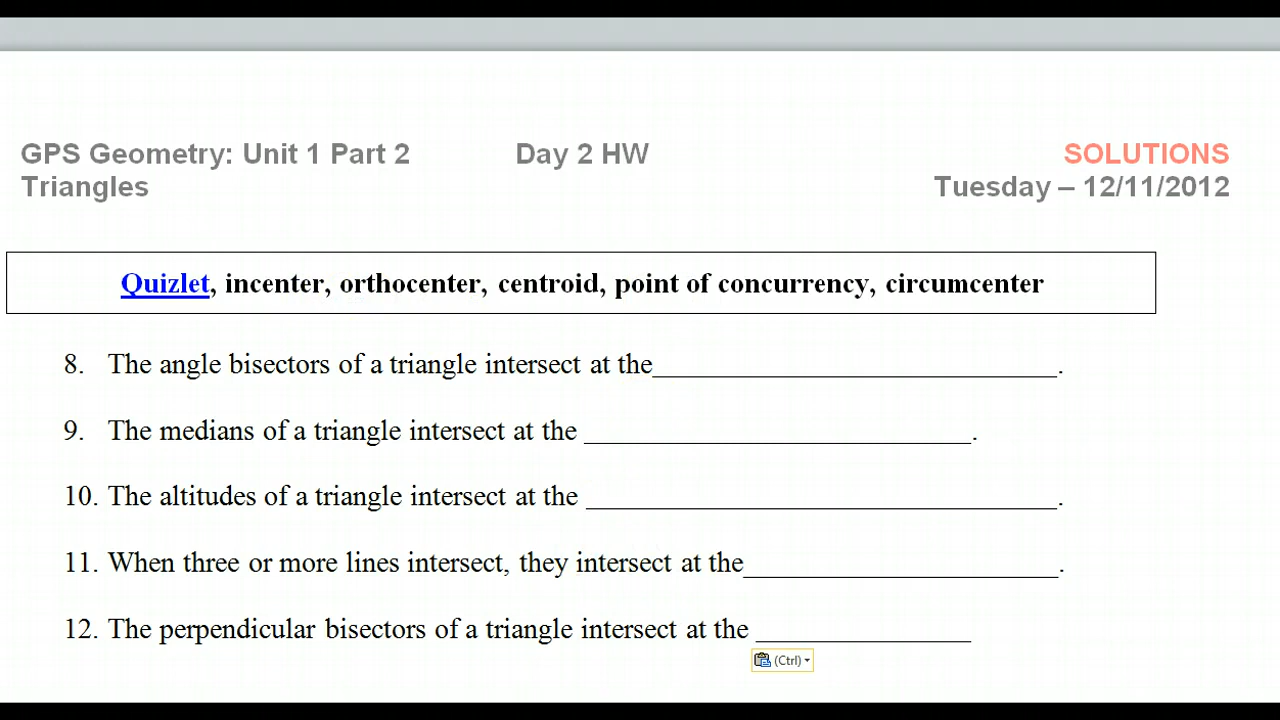 GPS Geometry: Unit 1 Part 2 Day 2 HW SOLUTIONS
Triangles Tuesday – 12/11/2012
Quizlet, incenter, orthocenter, centroid, point of concurrency, circumcenter
8. The angle bisectors of a triangle intersect at the______________________________.
9. The medians of a triangle intersect at the ____________________________.
10. The altitudes of a triangle intersect at the ___________________________________.
11. When three or more lines intersect, they intersect at the_______________________.
12. The perpendicular bisectors of a triangle intersect at the ________________
(Ctrl)